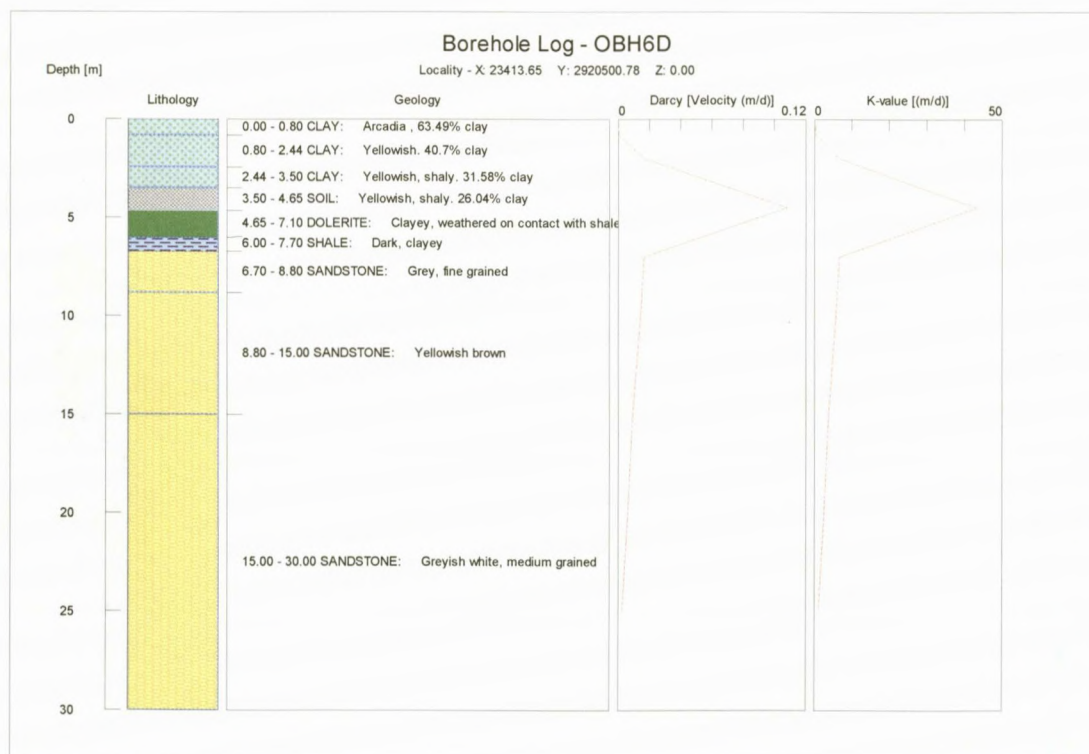 Borehole Log - OBH6D
Depth [m]
Locality - X: 23413.65 Y: 2920500.78 Z: 0.00
Lithology
Geology
0 Darcy [Velocity (m/d)] 0.12
0 K-value [(m/d)] 50
0
0.00 - 0.80 CLAY: Arcadia , 63.49% clay
0.80 - 2.44 CLAY: Yellowish. 40.7% clay
2.44 - 3.50 CLAY: Yellowish, shaly. 31.58% clay
3.50 - 4.65 SOIL: Yellowish, shaly. 26.04% clay
5
4.65 - 7.10 DOLERITE: Clayey, weathered on contact with shale
6.00 - 7.70 SHALE: Dark, clayey
6.70 - 8.80 SANDSTONE: Grey, fine grained
10
8.80 - 15.00 SANDSTONE: Yellowish brown
15
20
15.00 - 30.00 SANDSTONE: Greyish white, medium grained
25
30